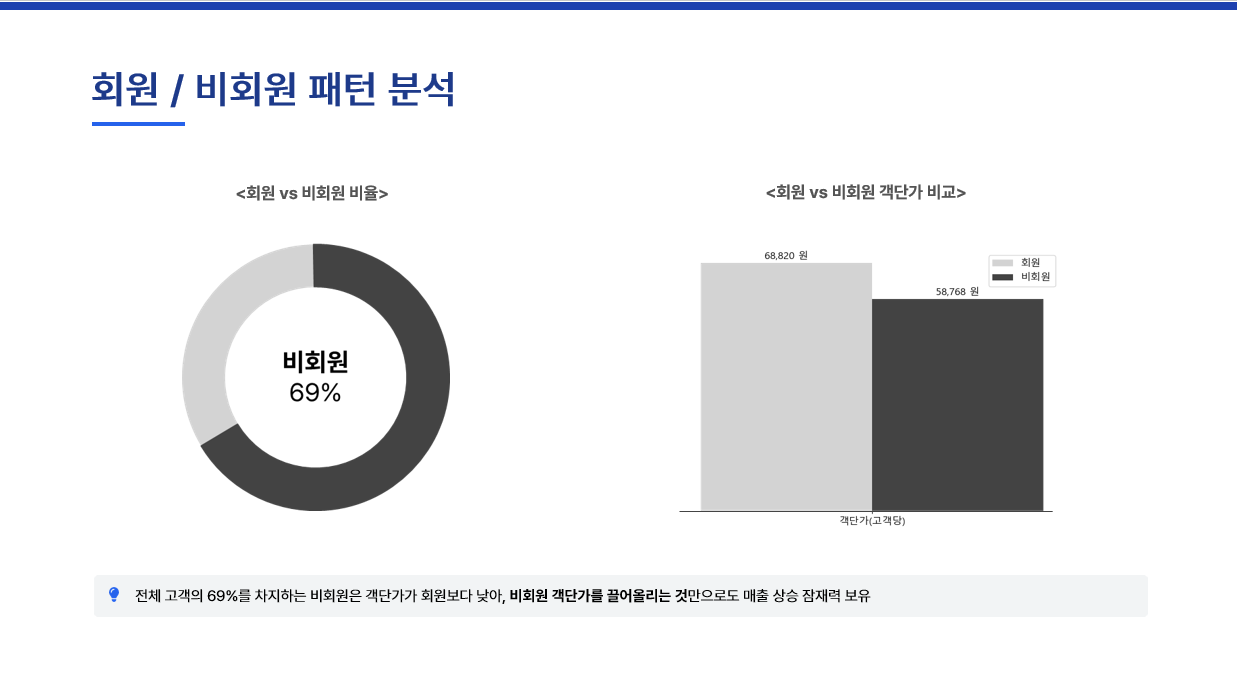 회원 / 비회원 패턴 분석
<회원 vs 비회원 비율>
비회원
69%
<회원 vs 비회원 객단가 비교>
68,820 원
58,768 원
회원
비회원
객단가(고객당)
전체 고객의 69%를 차지하는 비회원은 객단가가 회원보다 낮아, 비회원 객단가를 끌어올리는 것만으로도 매출 상승 잠재력 보유